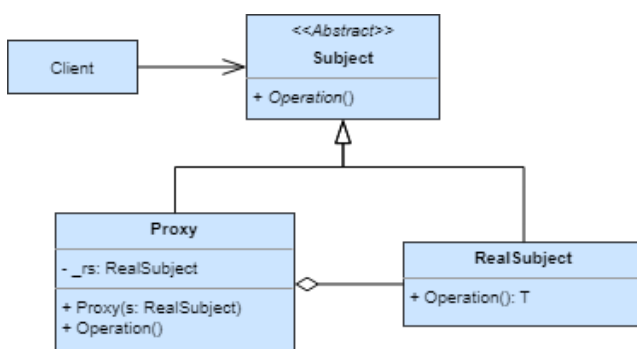 <<Abstract>>
Subject
Client
+ Operation()
Proxy
- _rs: RealSubject
+ Proxy(s: RealSubject)
+ Operation()
RealSubject
+ Operation(): T